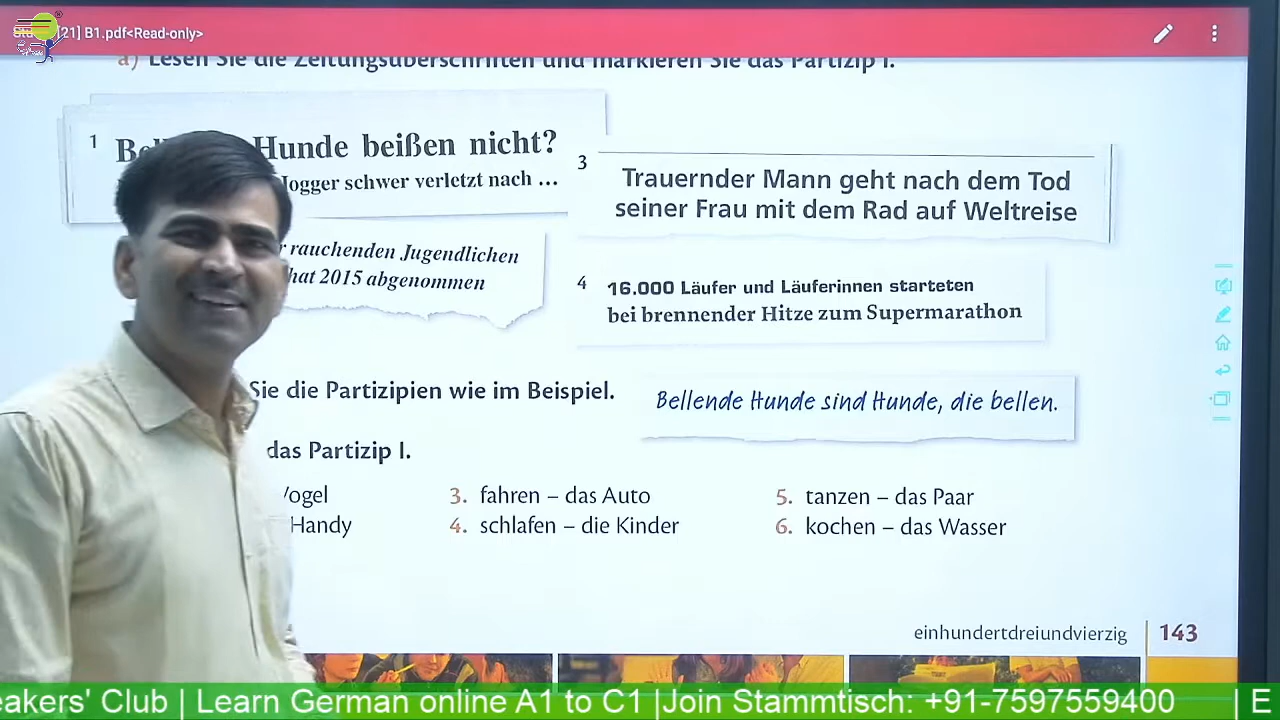 [21] B1.pdf<Read-only>
a) Lesen Sie die Zeitungsüberschriften und markieren Sie das Partizip I.
1
Hunde beißen nicht?
Jogger schwer verletzt nach ...
rauchenden Jugendlichen
hat 2015 abgenommen
3
Trauernder Mann geht nach dem Tod
seiner Frau mit dem Rad auf Weltreise
4
16.000 Läufer und Läuferinnen starteten
bei brennender Hitze zum Supermarathon
Sie die Partizipien wie im Beispiel.
Bellende Hunde sind Hunde, die bellen.
das Partizip I.
Vogel
Handy
3. fahren – das Auto
4. schlafen – die Kinder
5. tanzen – das Paar
6. kochen – das Wasser
einhundertdreiundvierzig 143
eakers' Club | Learn German online A1 to C1 |Join Stammtisch: +91-7597559400 | E